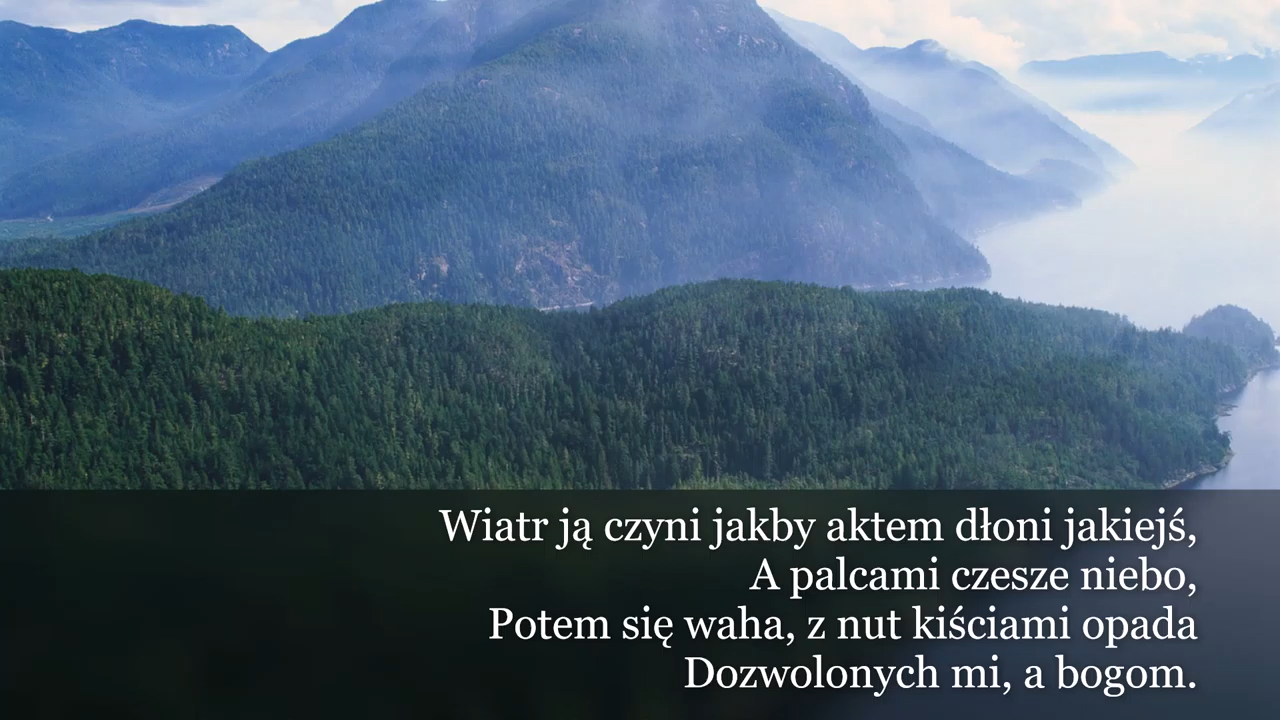 Wiatr ją czyni jakby aktem dłoni jakiejś,
A palcami czesze niebo,
Potem się waha, z nut kiściami opada
Dozwolonych mi, a bogom.